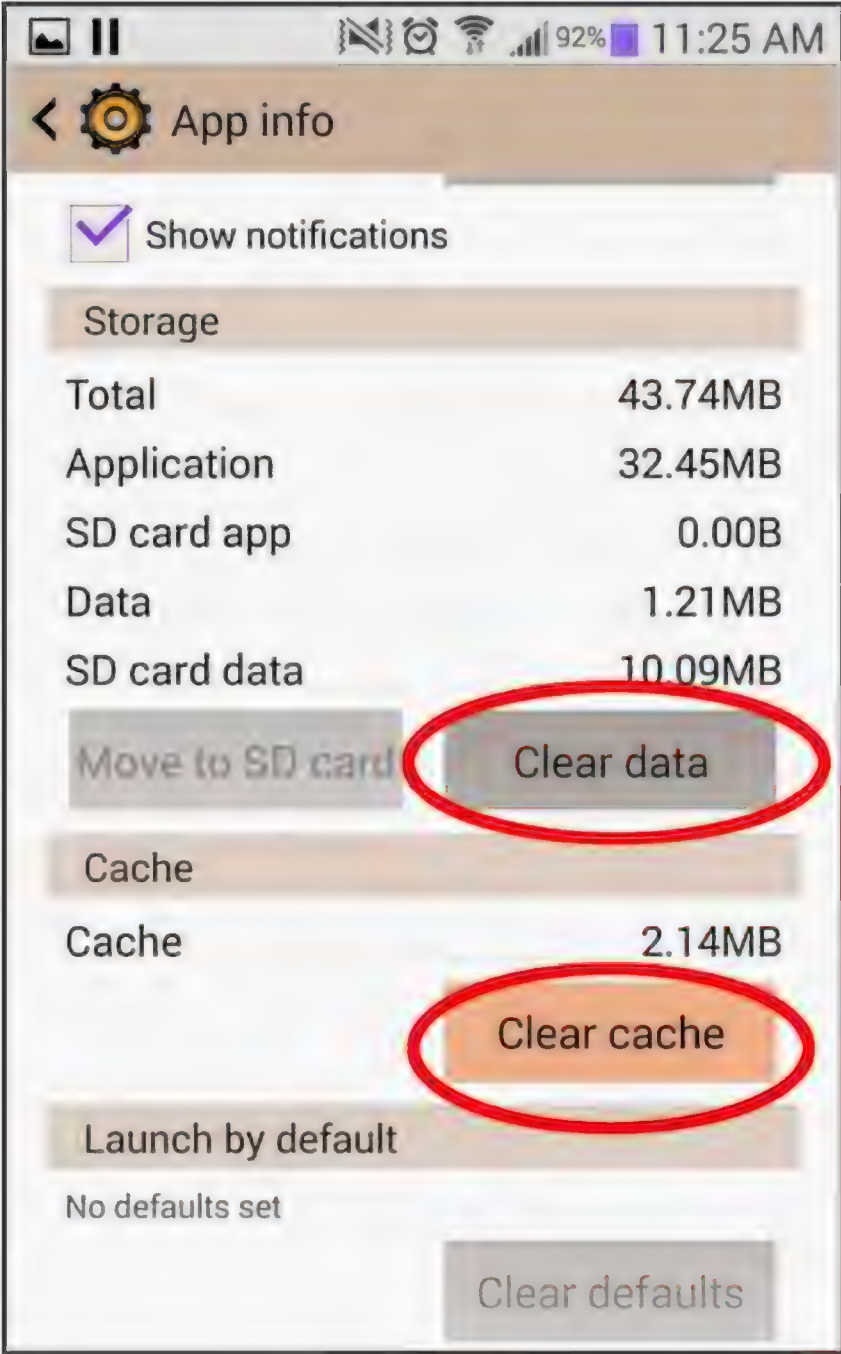 92% 11:25 AM
App info
Show notifications
Storage
Total 43.74MB
Application 32.45MB
SD card app 0.00B
Data 1.21MB
SD card data 10.09MB
Move to SD card Clear data
Cache
Cache 2.14MB
Clear cache
Launch by default
No defaults set
Clear defaults